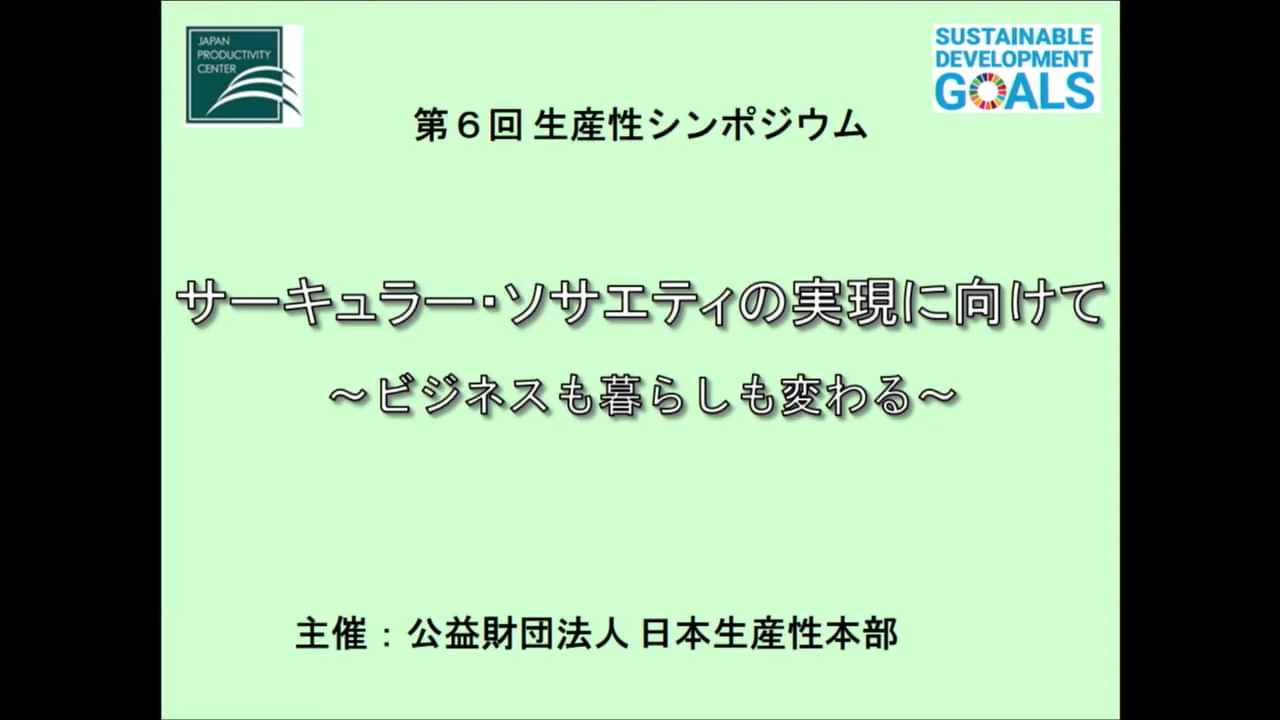 JAPAN
PRODUCTIVITY
CENTER
SUSTAINABLE
DEVELOPMENT
GOALS
第６回 生産性シンポジウム
サーキュラー・ソサエティの実現に向けて
～ビジネスも暮らしも変わる～
主催： 公益財団法人 日本生産性本部